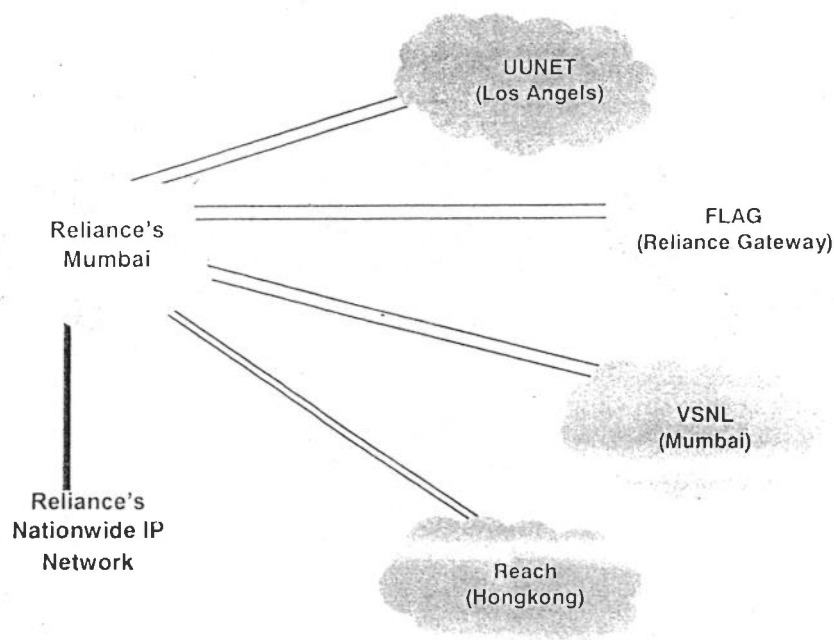 UUNET
(Los Angels)
Reliance's
Mumbai
FLAG
(Reliance Gateway)
VSNL
(Mumbai)
Reliance's
Nationwide IP
Network
Reach
(Hongkong)